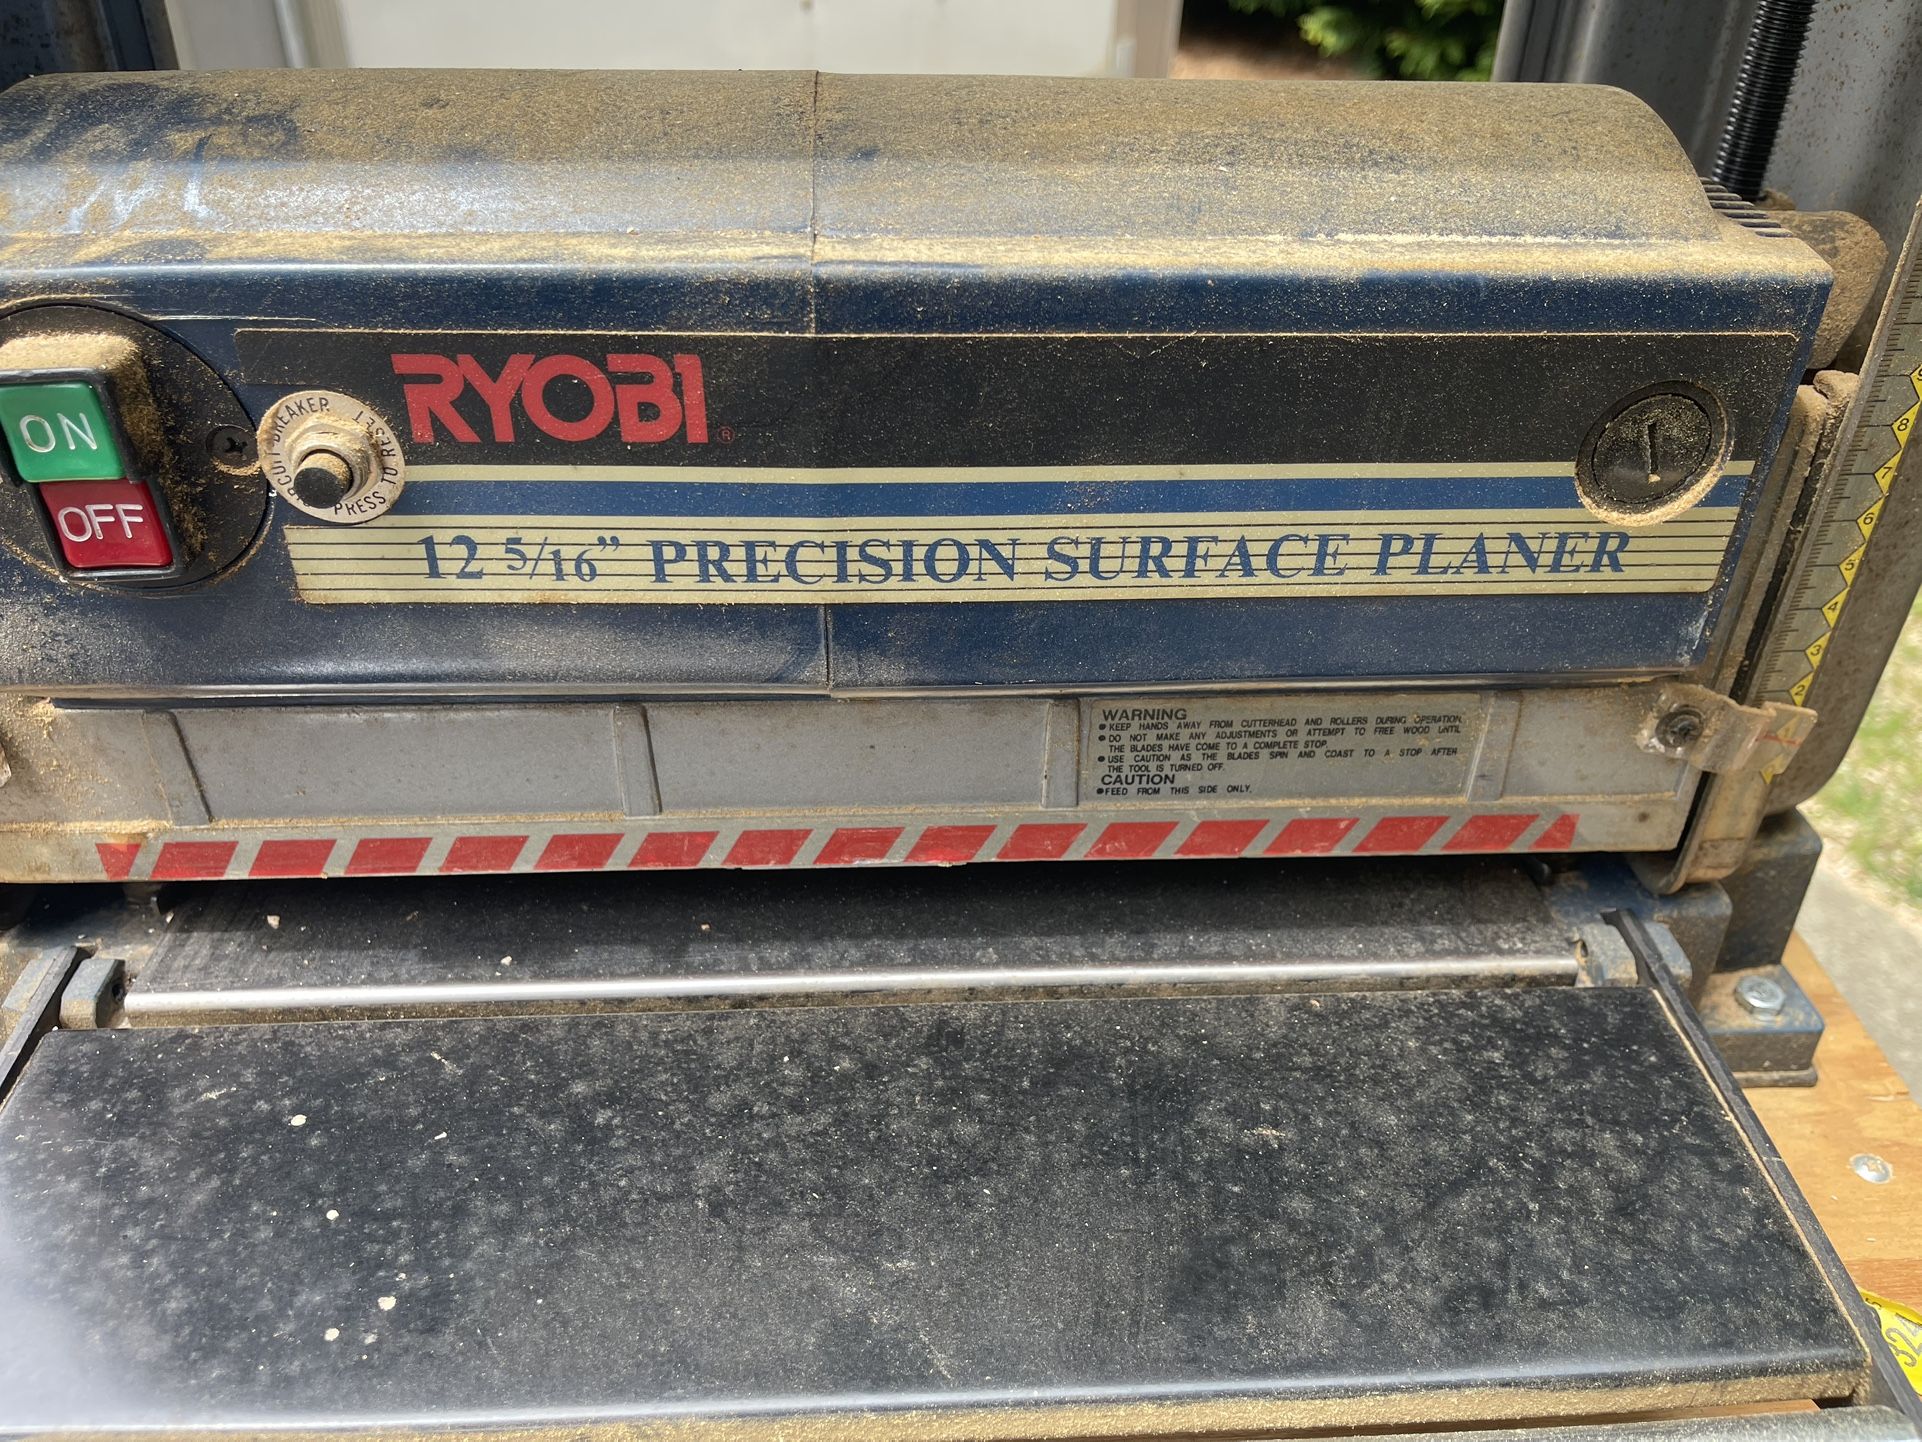 RYOBI®
ON
OFF
CIRCUIT BREAKER
PRESS TO RESET
12 5/16” PRECISION SURFACE PLANER
WARNING
● KEEP HANDS AWAY FROM CUTTERHEAD AND ROLLERS DURING OPERATION.
● DO NOT MAKE ANY ADJUSTMENTS OR ATTEMPT TO FREE WOOD UNTIL
THE BLADES HAVE COME TO A COMPLETE STOP.
● USE CAUTION AS THE BLADES SPIN AND COAST TO A STOP AFTER
THE TOOL IS TURNED OFF.
CAUTION
● FEED FROM THIS SIDE ONLY.
9
8
7
6
5
4
3
2
1
324